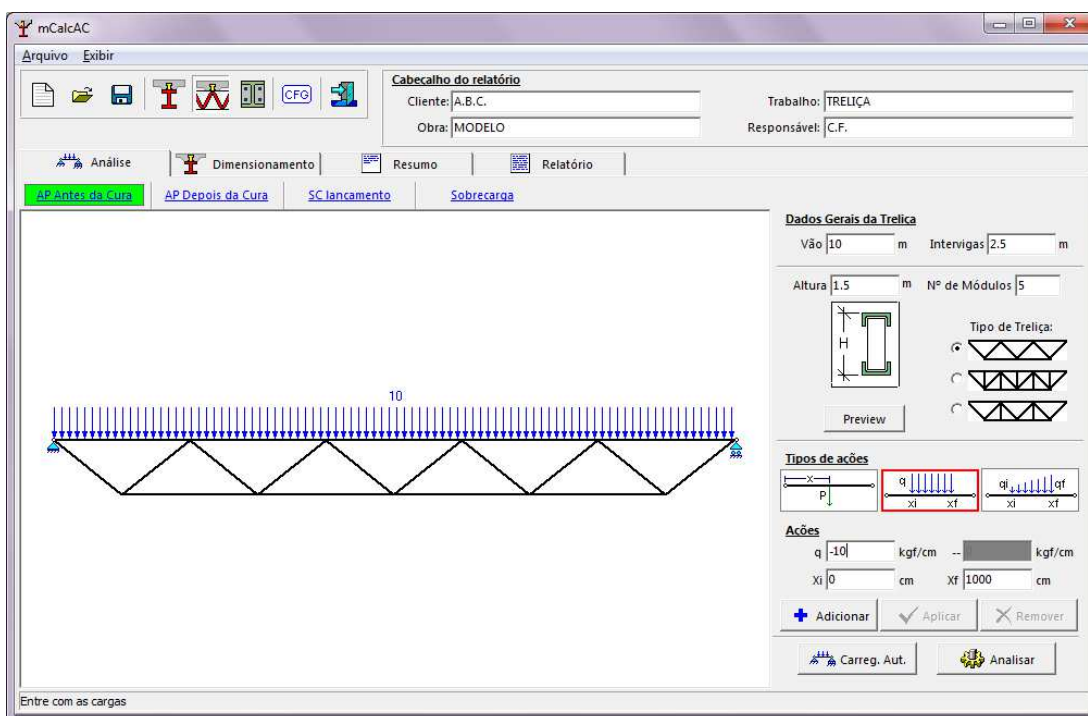 mCalcAC
Arquivo Exibir
CFG
Cabecalho do relatório
Cliente: A.B.C.
Trabalho: TRELIÇA
Obra: MODELO
Responsável: C.F.
Análise
Dimensionamento
Resumo
Relatório
AP Antes da Cura
AP Depois da Cura
SC lancamento
Sobrecarga
10
Dados Gerais da Treliça
Vão 10 m Intervigas 2.5 m
Altura 1.5 m Nº de Módulos 5
H
Tipo de Treliça:
Preview
Tipos de ações
X P
q xi xf
qi qf xi xf
Ações
q -10 kgf/cm -- kgf/cm
Xi 0 cm Xf 1000 cm
Adicionar Aplicar Remover
Carreg. Aut. Analisar
Entre com as cargas